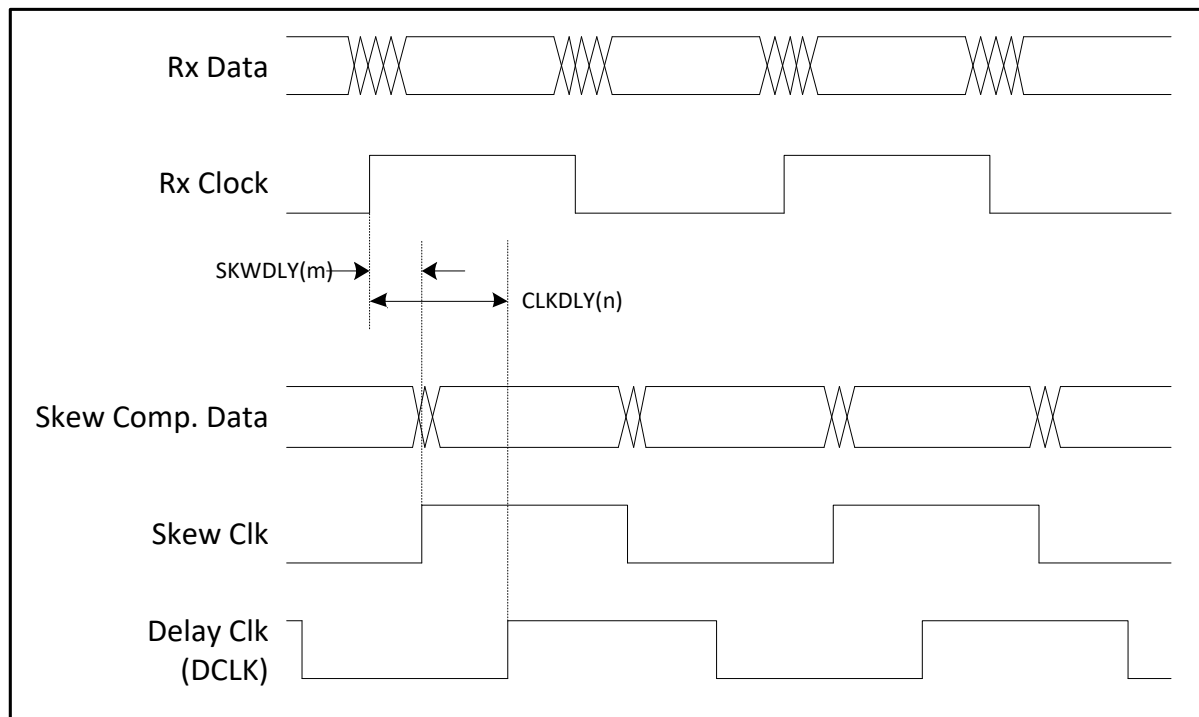 Rx Data
Rx Clock
SKWDLY(m)
CLKDLY(n)
Skew Comp. Data
Skew Clk
Delay Clk
(DCLK)